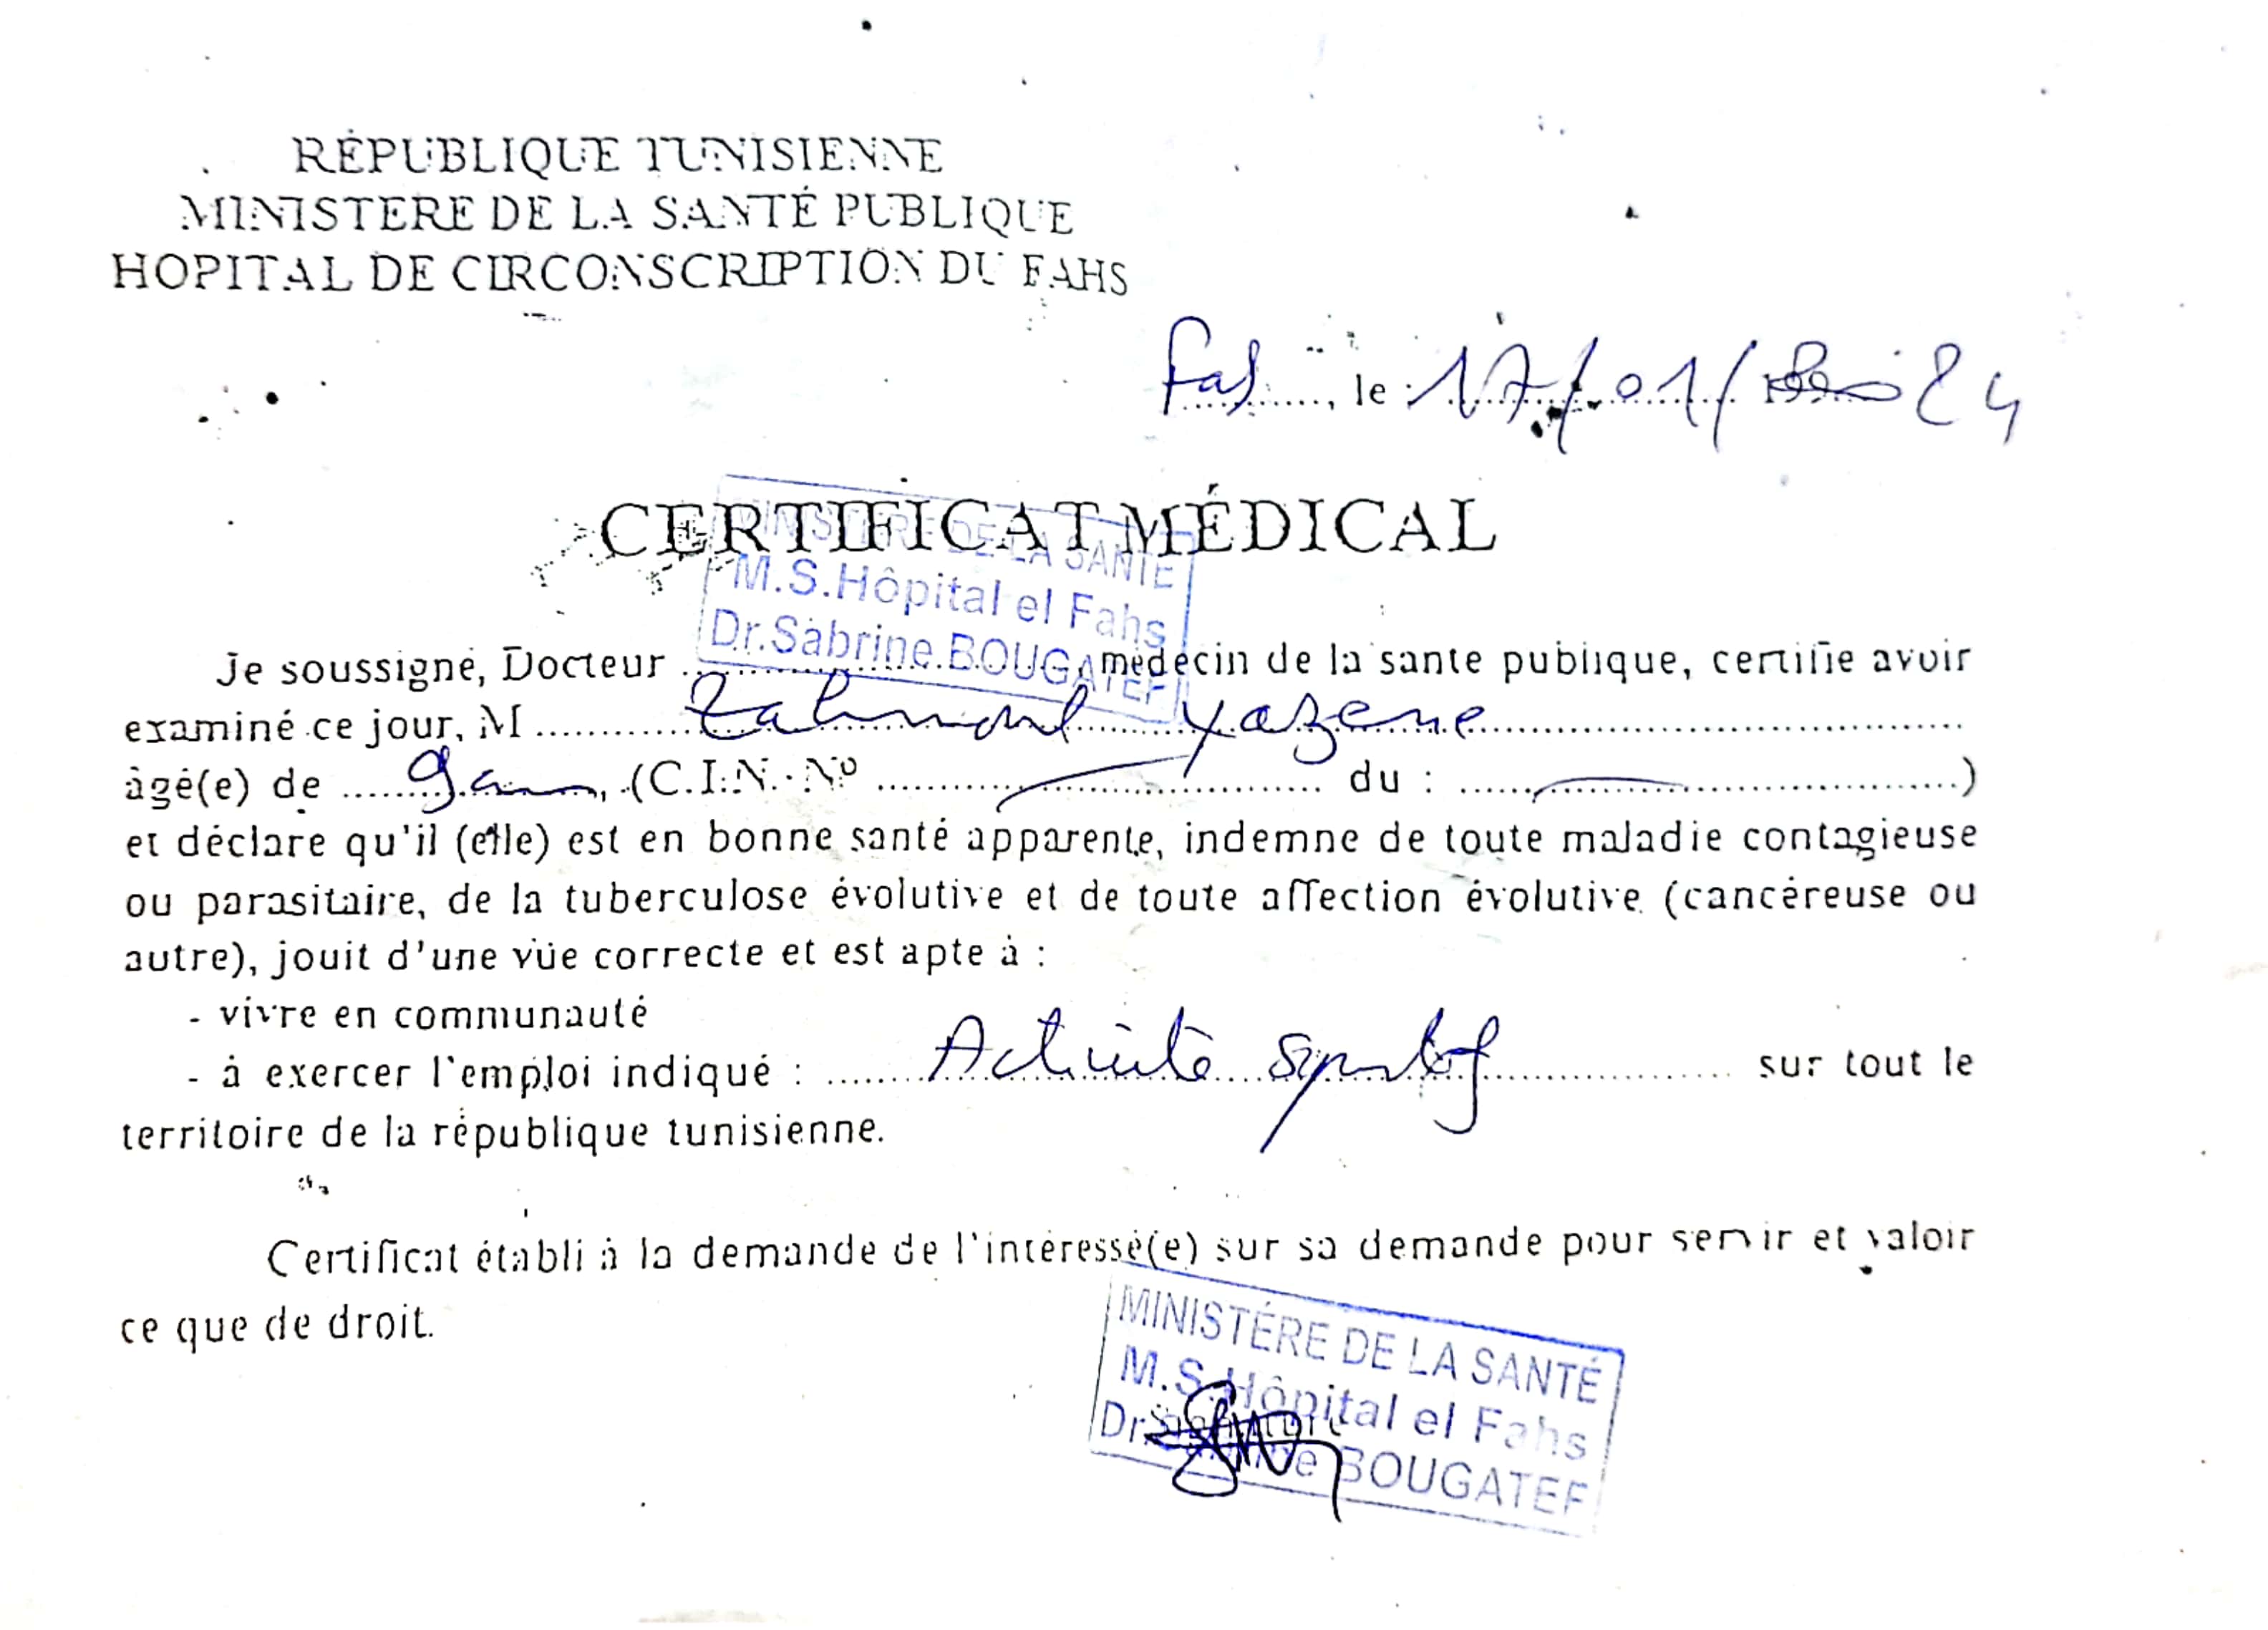 RÉPUBLIQUE TUNISIENNE
MINISTERE DE LA SANTÉ PUBLIQUE
HOPITAL DE CIRCONSCRIPTION DU FAHS
Fahs, le 17/01/ 24
CERTIFICAT MÉDICAL
MINISTÈRE DE LA SANTÉ
M.S.Hôpital el Fahs
Dr.Sabrine BOUGATEF
Je soussigné, Docteur ........ médecin de la santé publique, certifie avoir
examiné ce jour, M ........ Yazene ........
âgé(e) de ........ 9 ans, (C.I.N. N° ........ du : ........)
et déclare qu'il (elle) est en bonne santé apparente, indemne de toute maladie contagieuse
ou parasitaire, de la tuberculose évolutive et de toute affection évolutive (cancéreuse ou
autre), jouit d'une vue correcte et est apte à :
- vivre en communauté
- à exercer l'emploi indiqué : ........ Activité sportif ........ sur tout le
territoire de la république tunisienne.
Certificat établi à la demande de l'intéressé(e) sur sa demande pour servir et valoir
ce que de droit.
MINISTÉRE DE LA SANTÉ
M.S.Hôpital el Fahs
Dr.Sabrine BOUGATEF